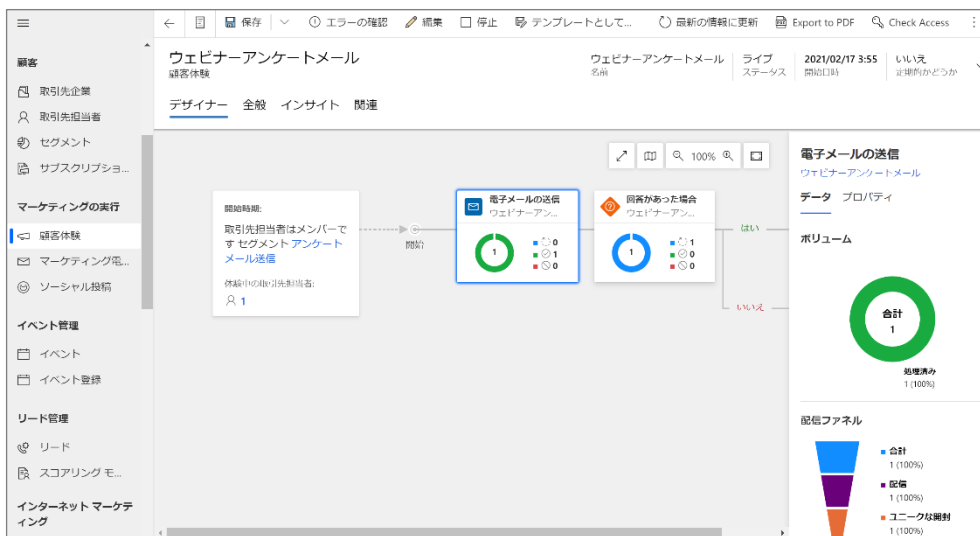 保存
エラーの確認
編集
停止
テンプレートとして...
最新の情報に更新
Export to PDF
Check Access
顧客
取引先企業
取引先担当者
セグメント
サブスクリプショ...
マーケティングの実行
顧客体験
マーケティング電...
ソーシャル投稿
イベント管理
イベント
イベント登録
リード管理
リード
スコアリング モ...
インターネット マーケテ
ィング
ウェビナーアンケートメール
顧客体験
ウェビナーアンケートメール
名前
ライブ
ステータス
2021/02/17 3:55
開始日時
いいえ
定期的かどうか
デザイナー 全般 インサイト 関連
100%
開始時期:
取引先担当者はメンバーで
す セグメント アンケート
メール送信
体験中の取引先担当者:
1
開始
電子メールの送信
ウェビナーアン...
1
0
1
0
回答があった場合
ウェビナーアン...
1
1
0
0
はい
いいえ
電子メールの送信
ウェビナーアンケートメール
データ プロパティ
ボリューム
合計
1
処理済み
1 (100%)
配信ファネル
合計
1 (100%)
配信
1 (100%)
ユニークな開封
1 (100%)